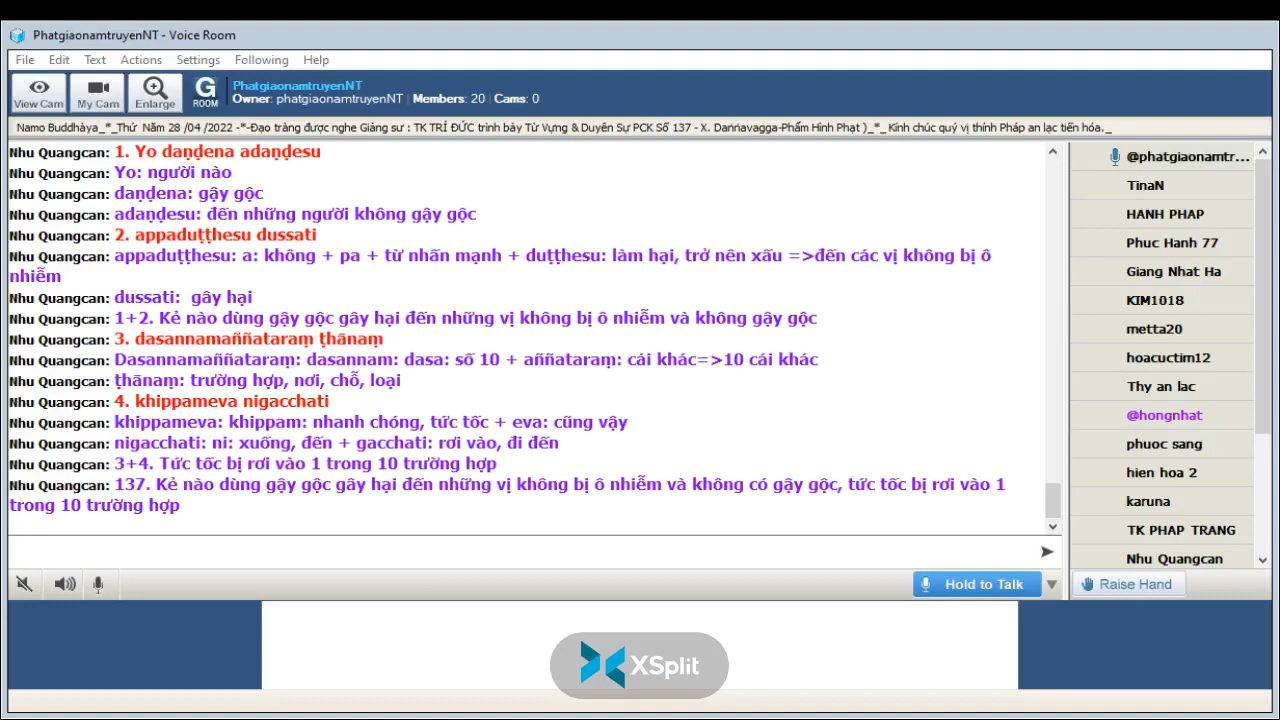 PhatgiaonamtruyenNT - Voice Room
File Edit Text Actions Settings Following Help
View Cam
My Cam
Enlarge
G
ROOM
PhatgiaonamtruyenNT
Owner: phatgiaonamtruyenNT | Members: 20 | Cams: 0
Namo Buddhàya_*_Thứ Năm 28 /04 /2022 -*-Đạo tràng được nghe Giảng sư : TK TRÍ ĐỨC trình bày Từ Vựng & Duyên Sự PCK Số 137 - X. Daṇṇavagga-Phẩm Hình Phạt )_*_ Kính chúc quý vị thính Pháp an lạc tiến hóa._
Nhu Quangcan: 1. Yo daṇḍena adaṇḍesu
Nhu Quangcan: Yo: người nào
Nhu Quangcan: daṇḍena: gậy gộc
Nhu Quangcan: adaṇḍesu: đến những người không gậy gộc
Nhu Quangcan: 2. appaduṭṭhesu dussati
Nhu Quangcan: appaduṭṭhesu: a: không + pa + từ nhấn mạnh + duṭṭhesu: làm hại, trở nên xấu =>đến các vị không bị ô
nhiễm
Nhu Quangcan: dussati:  gây hại
Nhu Quangcan: 1+2. Kẻ nào dùng gậy gộc gây hại đến những vị không bị ô nhiễm và không gậy gộc
Nhu Quangcan: 3. dasannamaññataraṃ ṭhānaṃ
Nhu Quangcan: Dasannamaññataraṃ: dasannam: dasa: số 10 + aññataraṃ: cái khác=>10 cái khác
Nhu Quangcan: ṭhānaṃ: trường hợp, nơi, chỗ, loại
Nhu Quangcan: 4. khippameva nigacchati
Nhu Quangcan: khippameva: khippam: nhanh chóng, tức tốc + eva: cũng vậy
Nhu Quangcan: nigacchati: ni: xuống, đến + gacchati: rơi vào, đi đến
Nhu Quangcan: 3+4. Tức tốc bị rơi vào 1 trong 10 trường hợp
Nhu Quangcan: 137. Kẻ nào dùng gậy gộc gây hại đến những vị không bị ô nhiễm và không có gậy gộc, tức tốc bị rơi vào 1
trong 10 trường hợp
@phatgiaonamtr...
TinaN
HANH PHAP
Phuc Hanh 77
Giang Nhat Ha
KIM1018
metta20
hoacuctim12
Thy an lac
@hongnhat
phuoc sang
hien hoa 2
karuna
TK PHAP TRANG
Nhu Quangcan
Hold to Talk
Raise Hand
XSplit